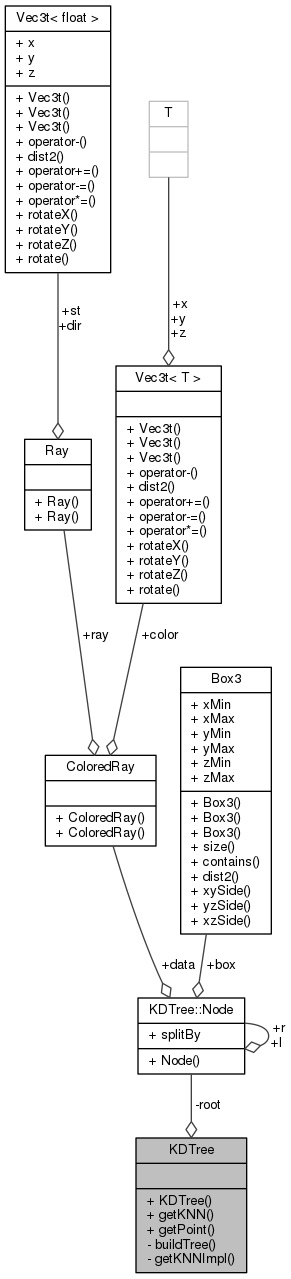 Vec3t< float >
+ x
+ y
+ z
+ Vec3t()
+ Vec3t()
+ Vec3t()
+ operator-()
+ dist2()
+ operator+=()
+ operator-=()
+ operator*=()
+ rotateX()
+ rotateY()
+ rotateZ()
+ rotate()
T
+st
+dir
+x
+y
+z
Ray
+ Ray()
+ Ray()
Vec3t< T >
+ Vec3t()
+ Vec3t()
+ Vec3t()
+ operator-()
+ dist2()
+ operator+=()
+ operator-=()
+ operator*=()
+ rotateX()
+ rotateY()
+ rotateZ()
+ rotate()
+ray
+color
ColoredRay
+ ColoredRay()
+ ColoredRay()
Box3
+ xMin
+ xMax
+ yMin
+ yMax
+ zMin
+ zMax
+ Box3()
+ Box3()
+ Box3()
+ size()
+ contains()
+ dist2()
+ xySide()
+ yzSide()
+ xzSide()
+data
+box
KDTree::Node
+ splitBy
+ Node()
+r
+l
-root
KDTree
+ KDTree()
+ getKNN()
+ getPoint()
- buildTree()
- getKNNImpl()